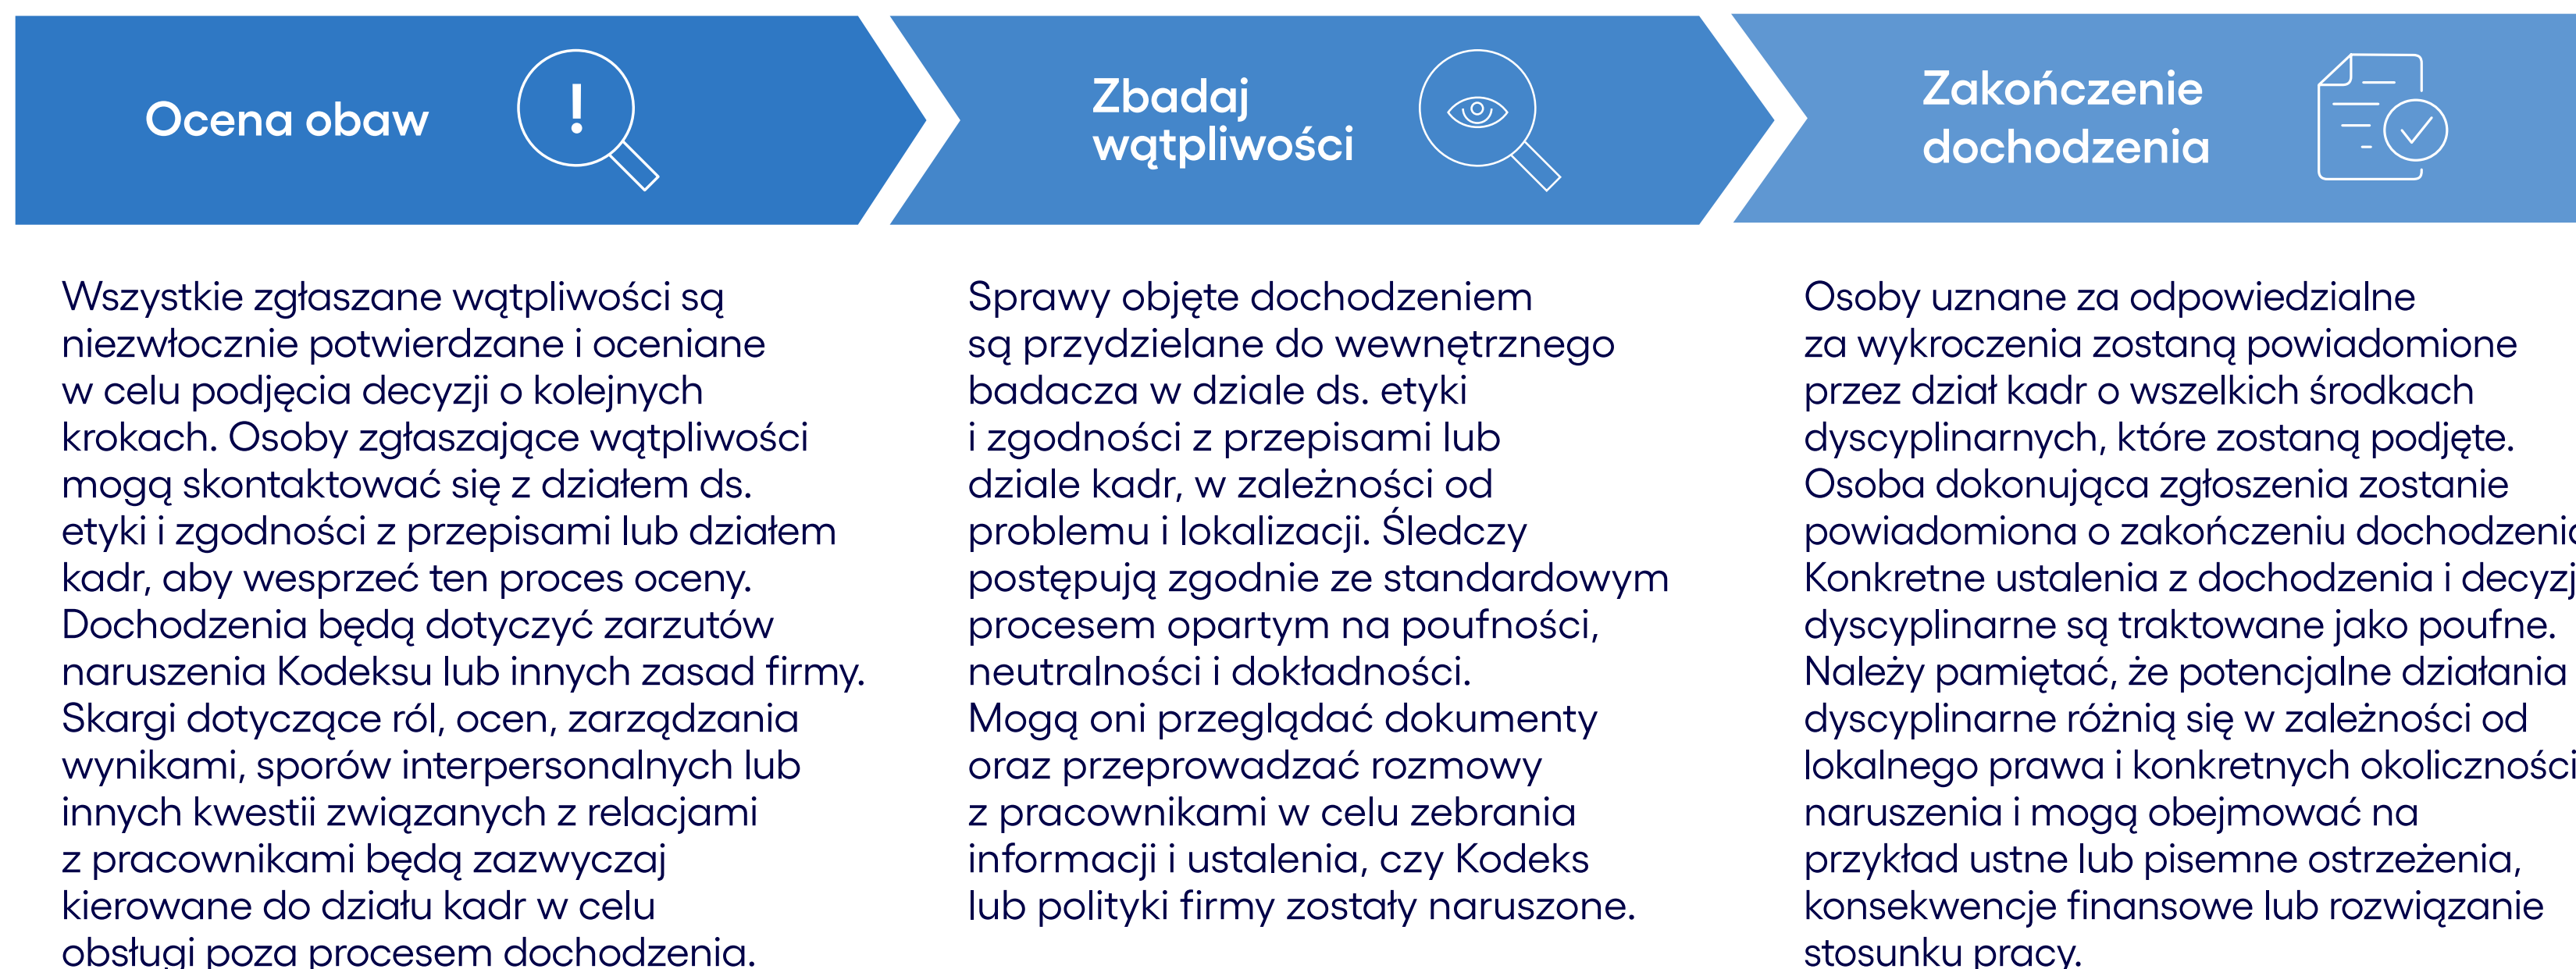 Ocena obaw
Wszystkie zgłaszane wątpliwości są
niezwłocznie potwierdzane i oceniane
w celu podjęcia decyzji o kolejnych
krokach. Osoby zgłaszające wątpliwości
mogą skontaktować się z działem ds.
etyki i zgodności z przepisami lub działem
kadr, aby wesprzeć ten proces oceny.
Dochodzenia będą dotyczyć zarzutów
naruszenia Kodeksu lub innych zasad firmy.
Skargi dotyczące ról, ocen, zarządzania
wynikami, sporów interpersonalnych lub
innych kwestii związanych z relacjami
z pracownikami będą zazwyczaj
kierowane do działu kadr w celu
obsługi poza procesem dochodzenia.
Zbadaj
wątpliwości
Sprawy objęte dochodzeniem
są przydzielane do wewnętrznego
badacza w dziale ds. etyki
i zgodności z przepisami lub
dziale kadr, w zależności od
problemu i lokalizacji. Śledczy
postępują zgodnie ze standardowym
procesem opartym na poufności,
neutralności i dokładności.
Mogą oni przeglądać dokumenty
oraz przeprowadzać rozmowy
z pracownikami w celu zebrania
informacji i ustalenia, czy Kodeks
lub polityki firmy zostały naruszone.
Zakończenie
dochodzenia
Osoby uznane za odpowiedzialne
za wykroczenia zostaną powiadomione
przez dział kadr o wszelkich środkach
dyscyplinarnych, które zostaną podjęte.
Osoba dokonująca zgłoszenia zostanie
powiadomiona o zakończeniu dochodzenia
Konkretne ustalenia z dochodzenia i decyzj
dyscyplinarne są traktowane jako poufne.
Należy pamiętać, że potencjalne działania
dyscyplinarne różnią się w zależności od
lokalnego prawa i konkretnych okoliczności
naruszenia i mogą obejmować na
przykład ustne lub pisemne ostrzeżenia,
konsekwencje finansowe lub rozwiązanie
stosunku pracy.